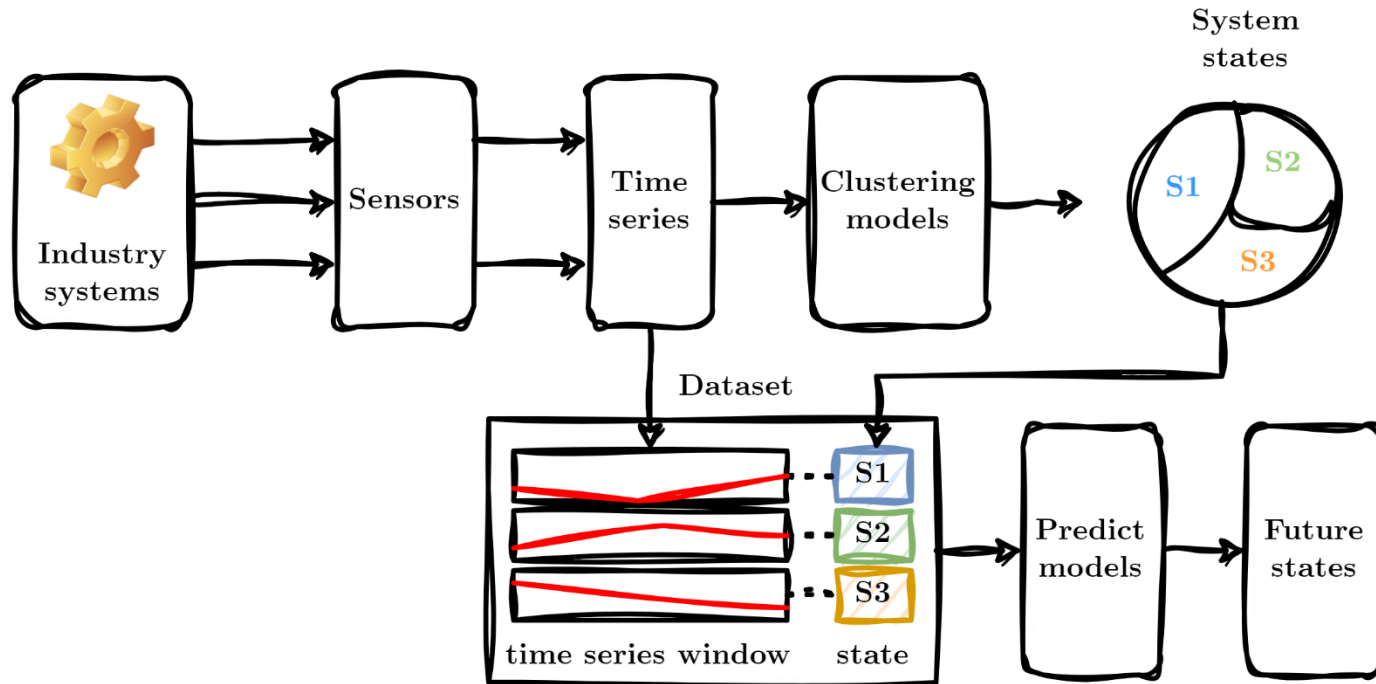 System
states
Industry
systems
Sensors
Time
series
Clustering
models
S1
S2
S3
Dataset
S1
S2
S3
time series window
state
Predict
models
Future
states